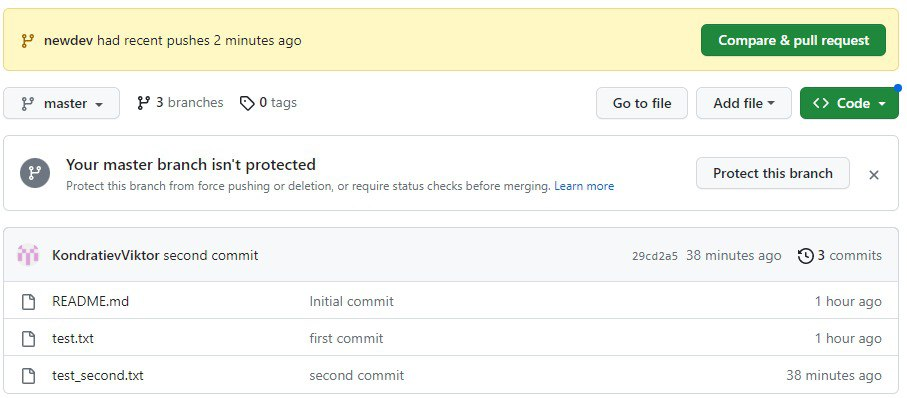 newdev had recent pushes 2 minutes ago Compare & pull request
master 3 branches 0 tags Go to file Add file Code
Your master branch isn't protected
Protect this branch from force pushing or deletion, or require status checks before merging. Learn more Protect this branch
KondratievViktor second commit 29cd2a5 38 minutes ago 3 commits
README.md Initial commit 1 hour ago
test.txt first commit 1 hour ago
test_second.txt second commit 38 minutes ago